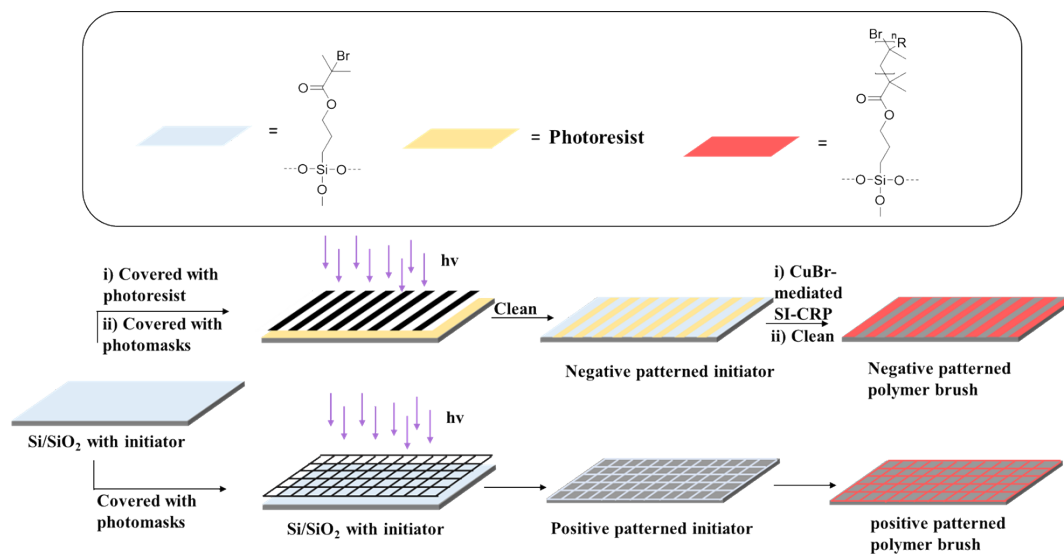 Br
O
O
O
Si
O
O
=
= Photoresist
=
Br
n
R
O
O
O
Si
O
O
i) Covered with
photoresist
ii) Covered with
photomasks
hv
Clean
i) CuBr-
mediated
SI-CRP
ii) Clean
Negative patterned initiator
Negative patterned
polymer brush
Si/SiO₂ with initiator
hv
Covered with
photomasks
Si/SiO₂ with initiator
Positive patterned initiator
positive patterned
polymer brush